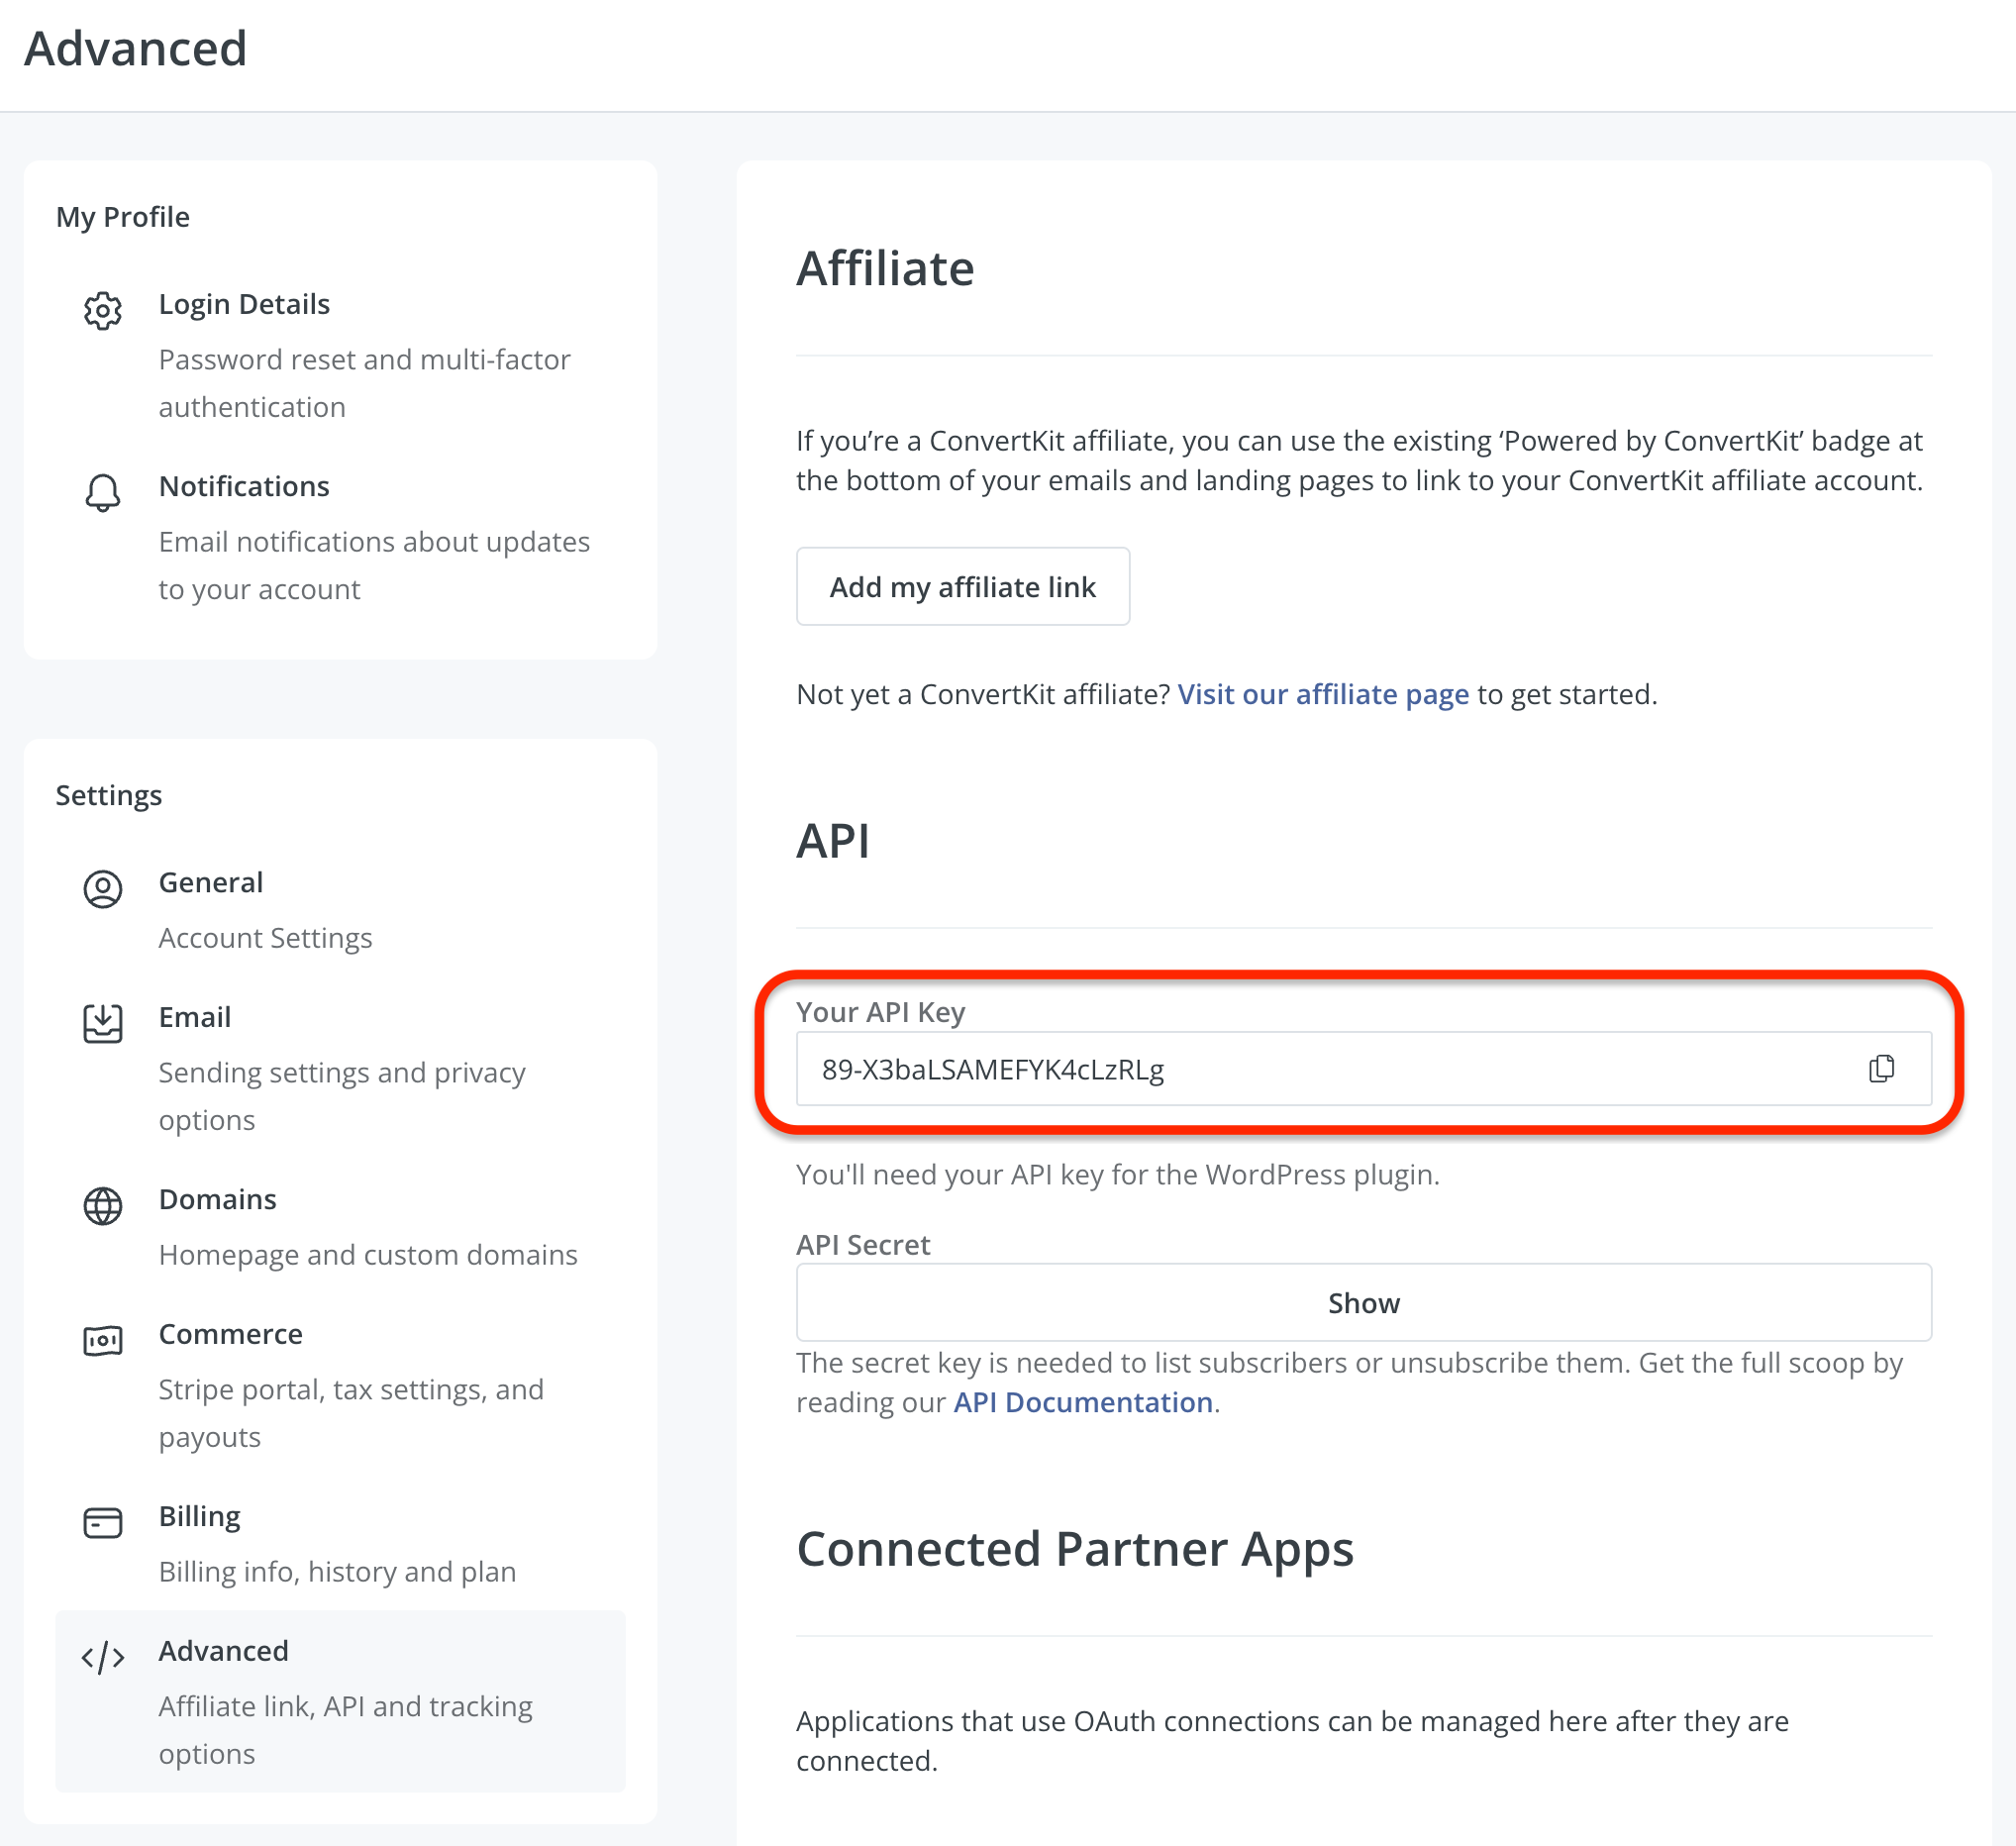 Advanced
My Profile
Login Details
Password reset and multi-factor
authentication
Notifications
Email notifications about updates
to your account
Settings
General
Account Settings
Email
Sending settings and privacy
options
Domains
Homepage and custom domains
Commerce
Stripe portal, tax settings, and
payouts
Billing
Billing info, history and plan
Advanced
Affiliate link, API and tracking
options
Affiliate
If you’re a ConvertKit affiliate, you can use the existing ‘Powered by ConvertKit’ badge at
the bottom of your emails and landing pages to link to your ConvertKit affiliate account.
Add my affiliate link
Not yet a ConvertKit affiliate? Visit our affiliate page to get started.
API
Your API Key
89-X3baLSAMEFYK4cLzRLg
You'll need your API key for the WordPress plugin.
API Secret
Show
The secret key is needed to list subscribers or unsubscribe them. Get the full scoop by
reading our API Documentation.
Connected Partner Apps
Applications that use OAuth connections can be managed here after they are
connected.